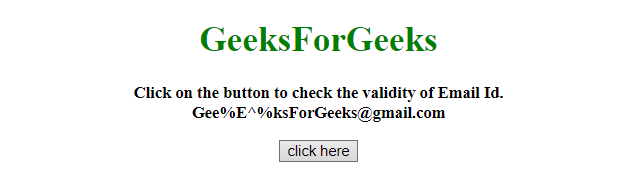 GeeksForGeeks
Click on the button to check the validity of Email Id.
Gee%E^%ksForGeeks@gmail.com
click here